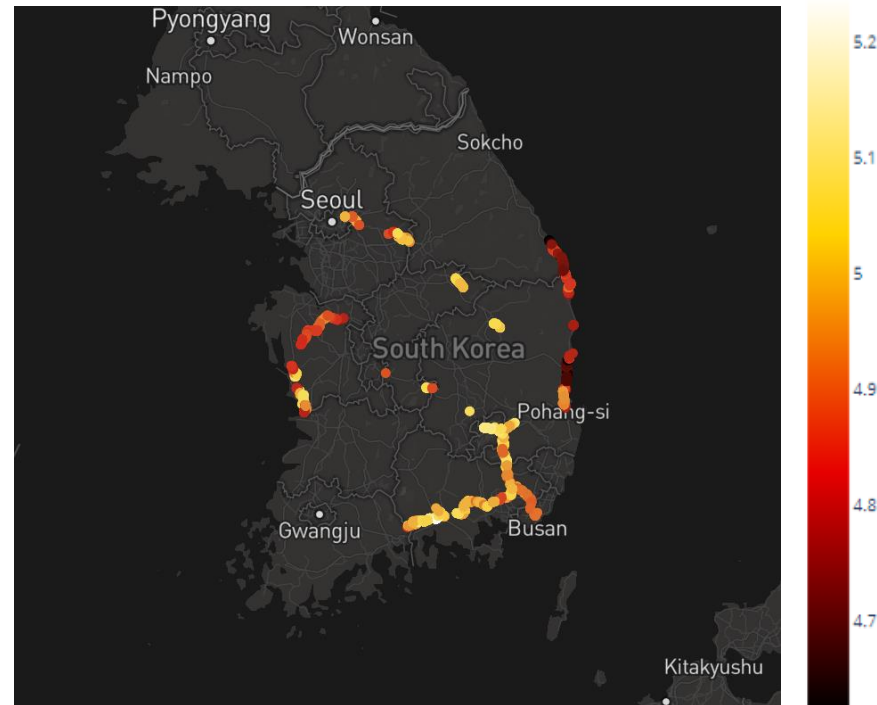 Pyongyang
Wonsan
Nampo
Sokcho
Seoul
South Korea
Pohang-si
Gwangju
Busan
Kitakyushu
5.2
5.1
5
4.9
4.8
4.7